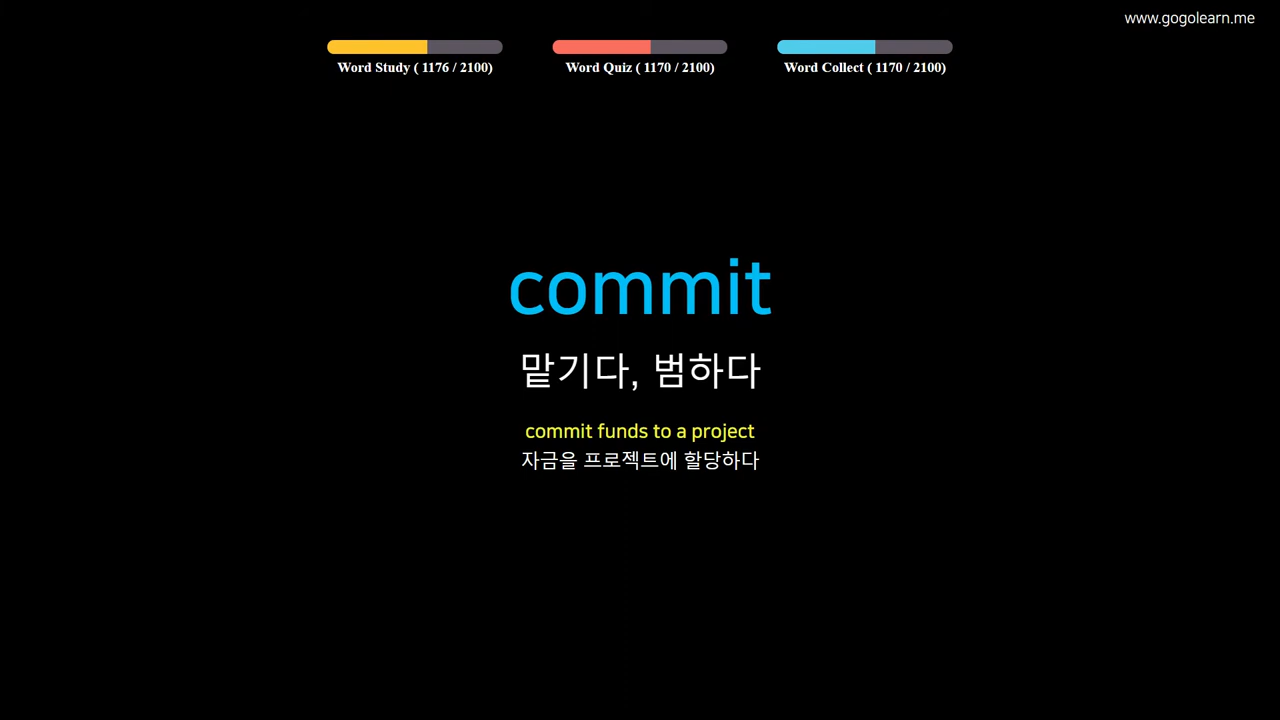 www.gogolearn.me
Word Study ( 1176 / 2100)
Word Quiz ( 1170 / 2100)
Word Collect ( 1170 / 2100)
commit
맡기다, 범하다
commit funds to a project
자금을 프로젝트에 할당하다